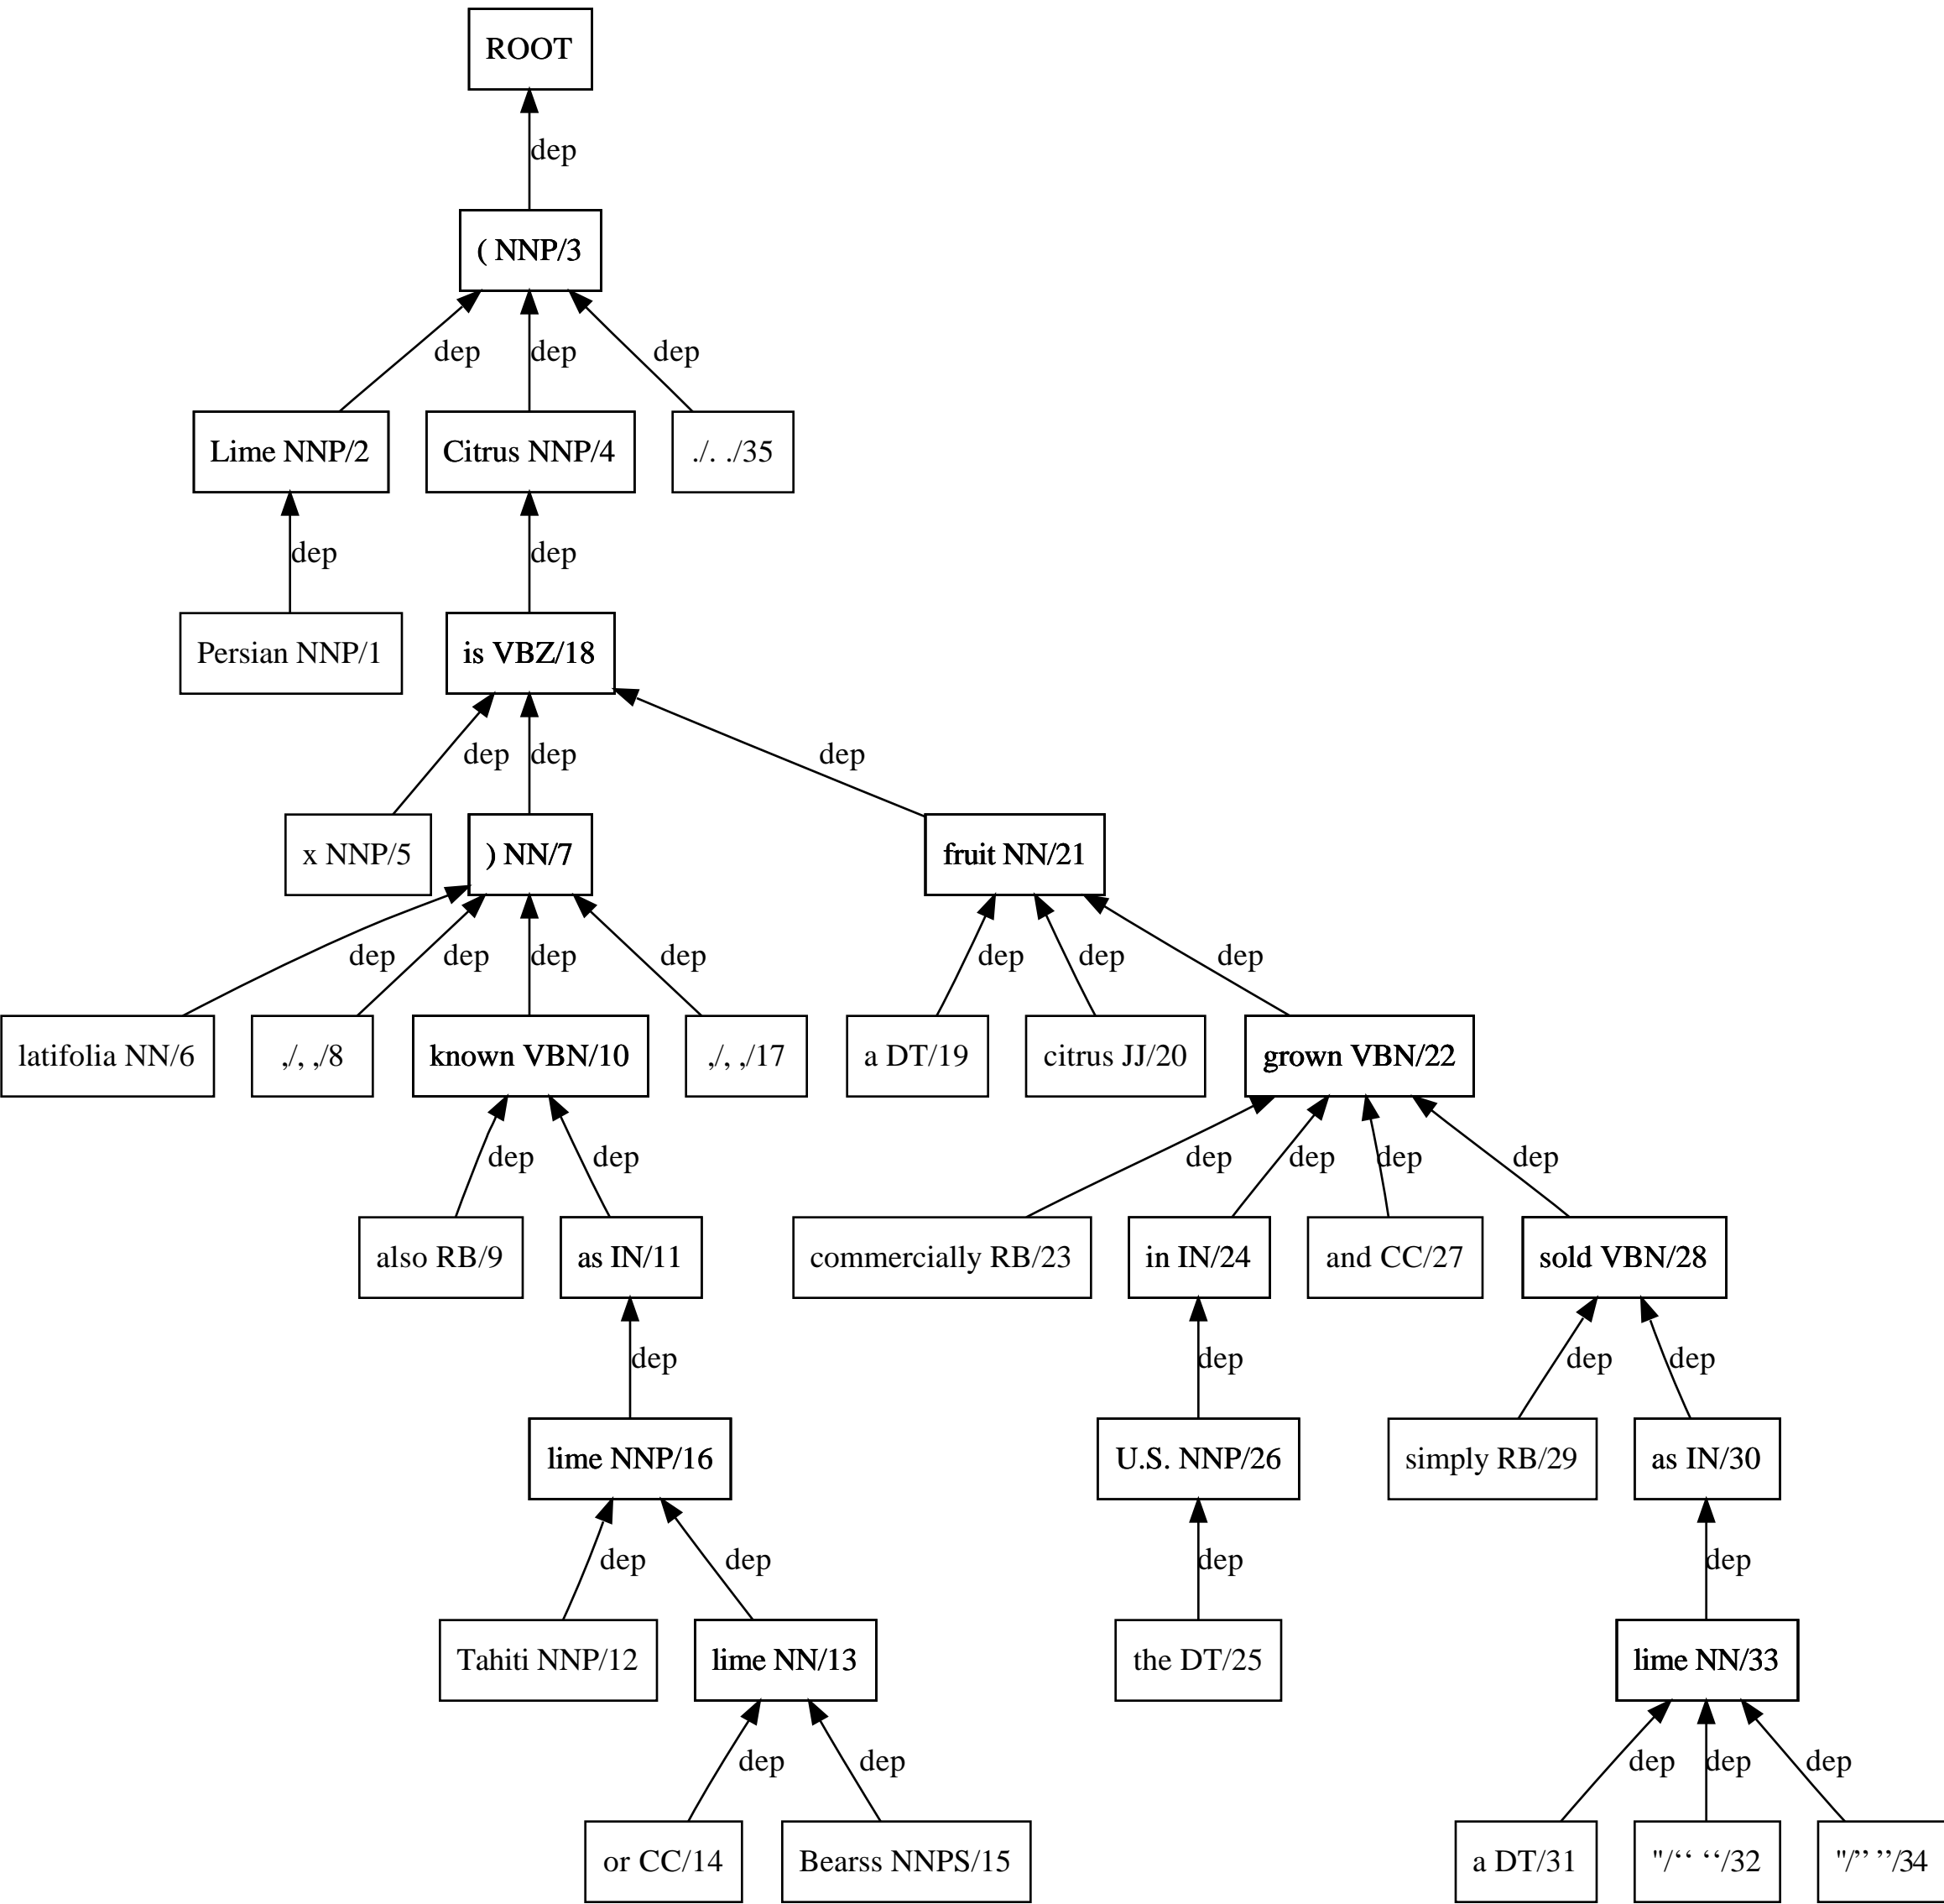 ROOT
dep
( NNP/3
dep dep dep
Lime NNP/2 Citrus NNP/4 ./. ./35
dep dep
Persian NNP/1 is VBZ/18
dep dep dep
x NNP/5 ) NN/7 fruit NN/21
dep dep dep dep dep dep dep
latifolia NN/6 ,/, ,/8 known VBN/10 ,/, ,/17 a DT/19 citrus JJ/20 grown VBN/22
dep dep dep dep dep dep
also RB/9 as IN/11 commercially RB/23 in IN/24 and CC/27 sold VBN/28
dep dep dep dep
lime NNP/16 U.S. NNP/26 simply RB/29 as IN/30
dep dep dep dep
Tahiti NNP/12 lime NN/13 the DT/25 lime NN/33
dep dep dep dep dep
or CC/14 Bearss NNPS/15 a DT/31 "/“ “/32 "/” ”/34